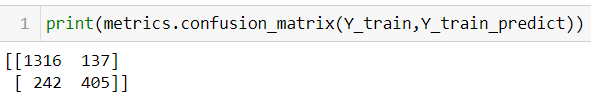 1 print(metrics.confusion_matrix(Y_train,Y_train_predict))
[[1316 137]
[ 242 405]]